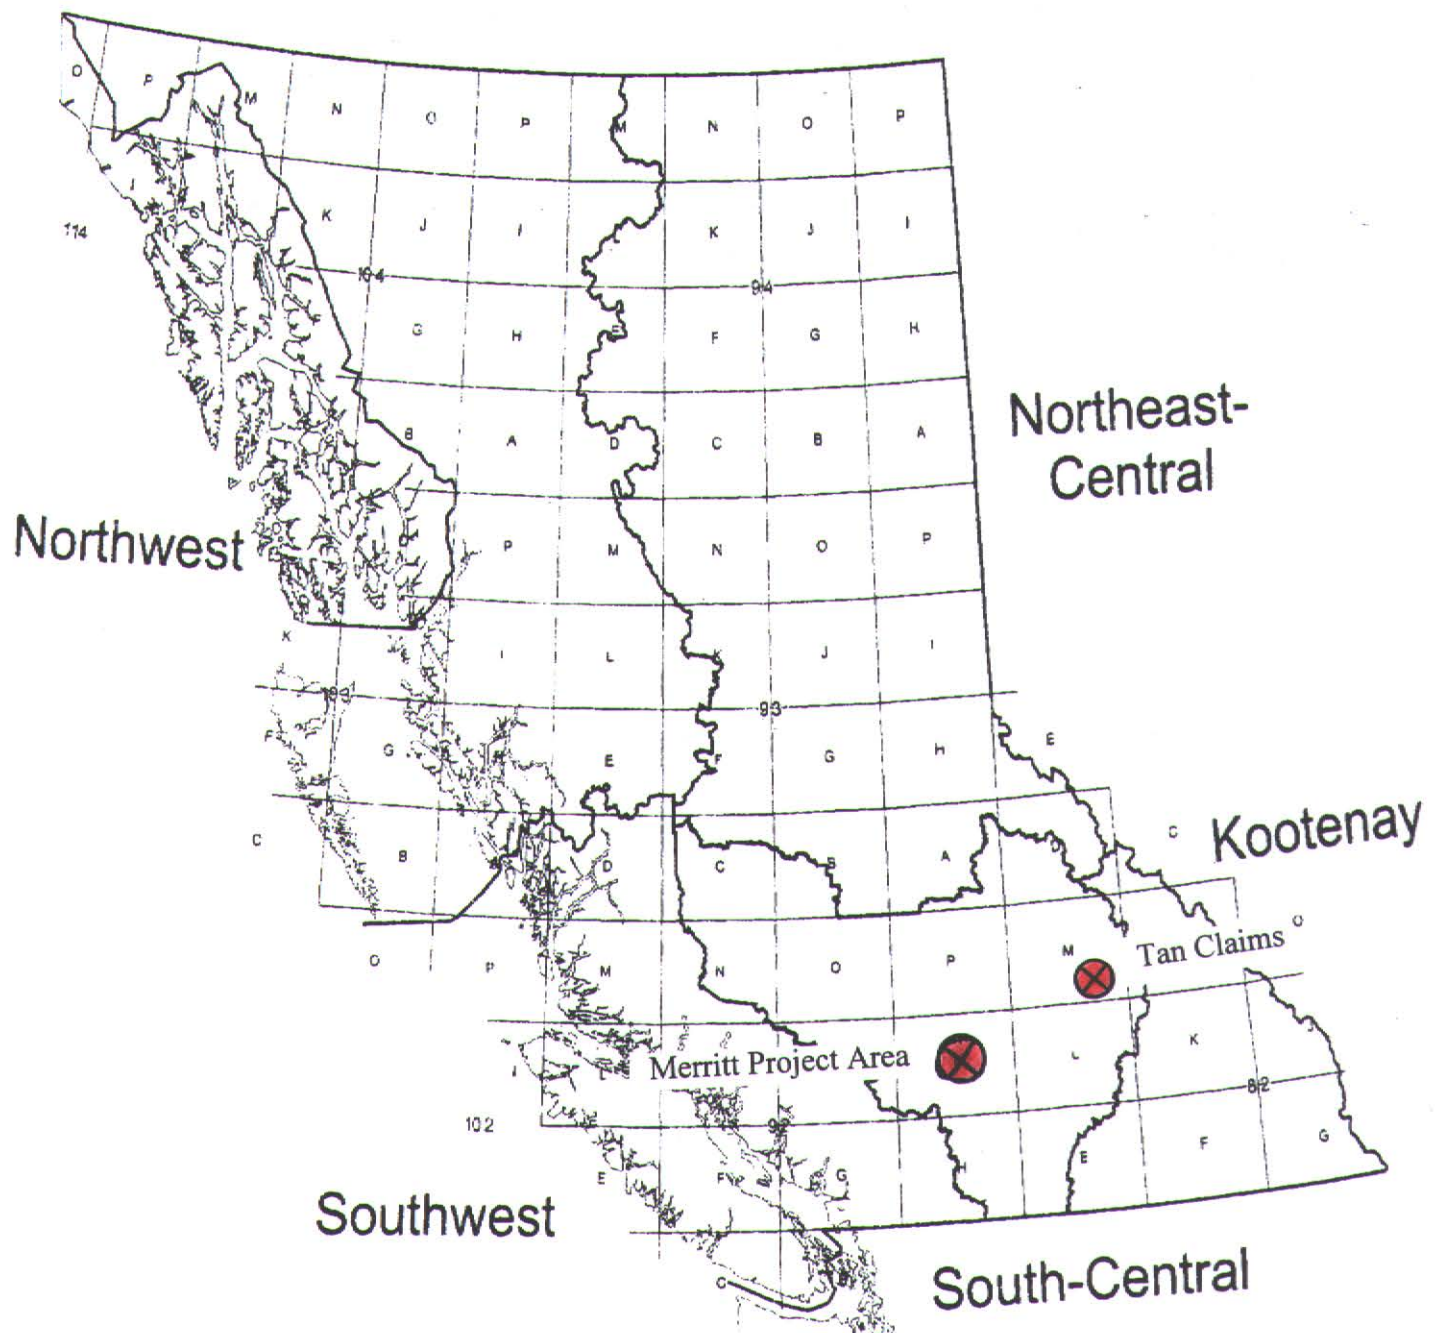 O P M N O P M N O P
114
K J I K J I
104 94
G H E F G H
Northeast-
Central
B A D C B A
Northwest
P M N O P
K I L K J I
103 93
F G E F G H E
Kootenay
C B A D C B A D C
O P M N O P M Tan Claims O
Merritt Project Area
L L K J
102 92 82
E F G H E F G
Southwest
South-Central
C B